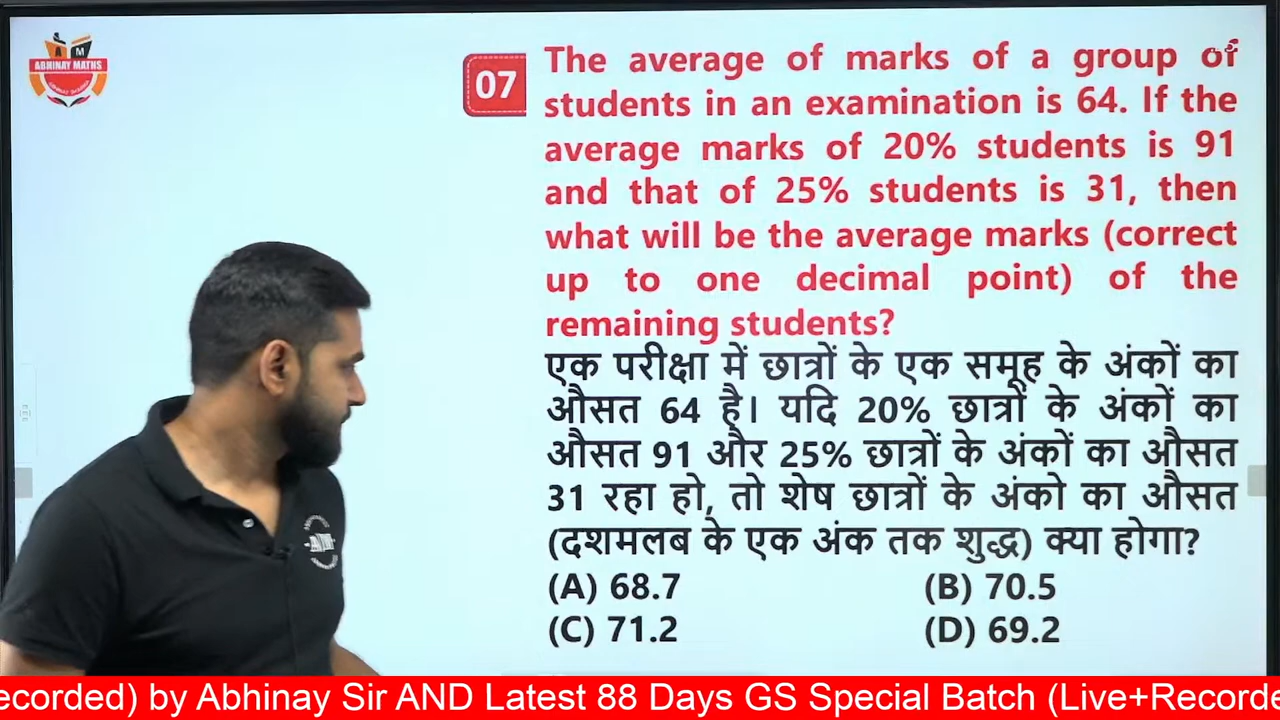 M
ABHINAY MATHS
07
The average of marks of a group of
students in an examination is 64. If the
average marks of 20% students is 91
and that of 25% students is 31, then
what will be the average marks (correct
up to one decimal point) of the
remaining students?
एक परीक्षा में छात्रों के एक समूह के अंकों का
औसत 64 है। यदि 20% छात्रों के अंकों का
औसत 91 और 25% छात्रों के अंकों का औसत
31 रहा हो, तो शेष छात्रों के अंको का औसत
(दशमलब के एक अंक तक शुद्ध) क्या होगा?
(A) 68.7 (B) 70.5
(C) 71.2 (D) 69.2
ecorded) by Abhinay Sir AND Latest 88 Days GS Special Batch (Live+Recorde